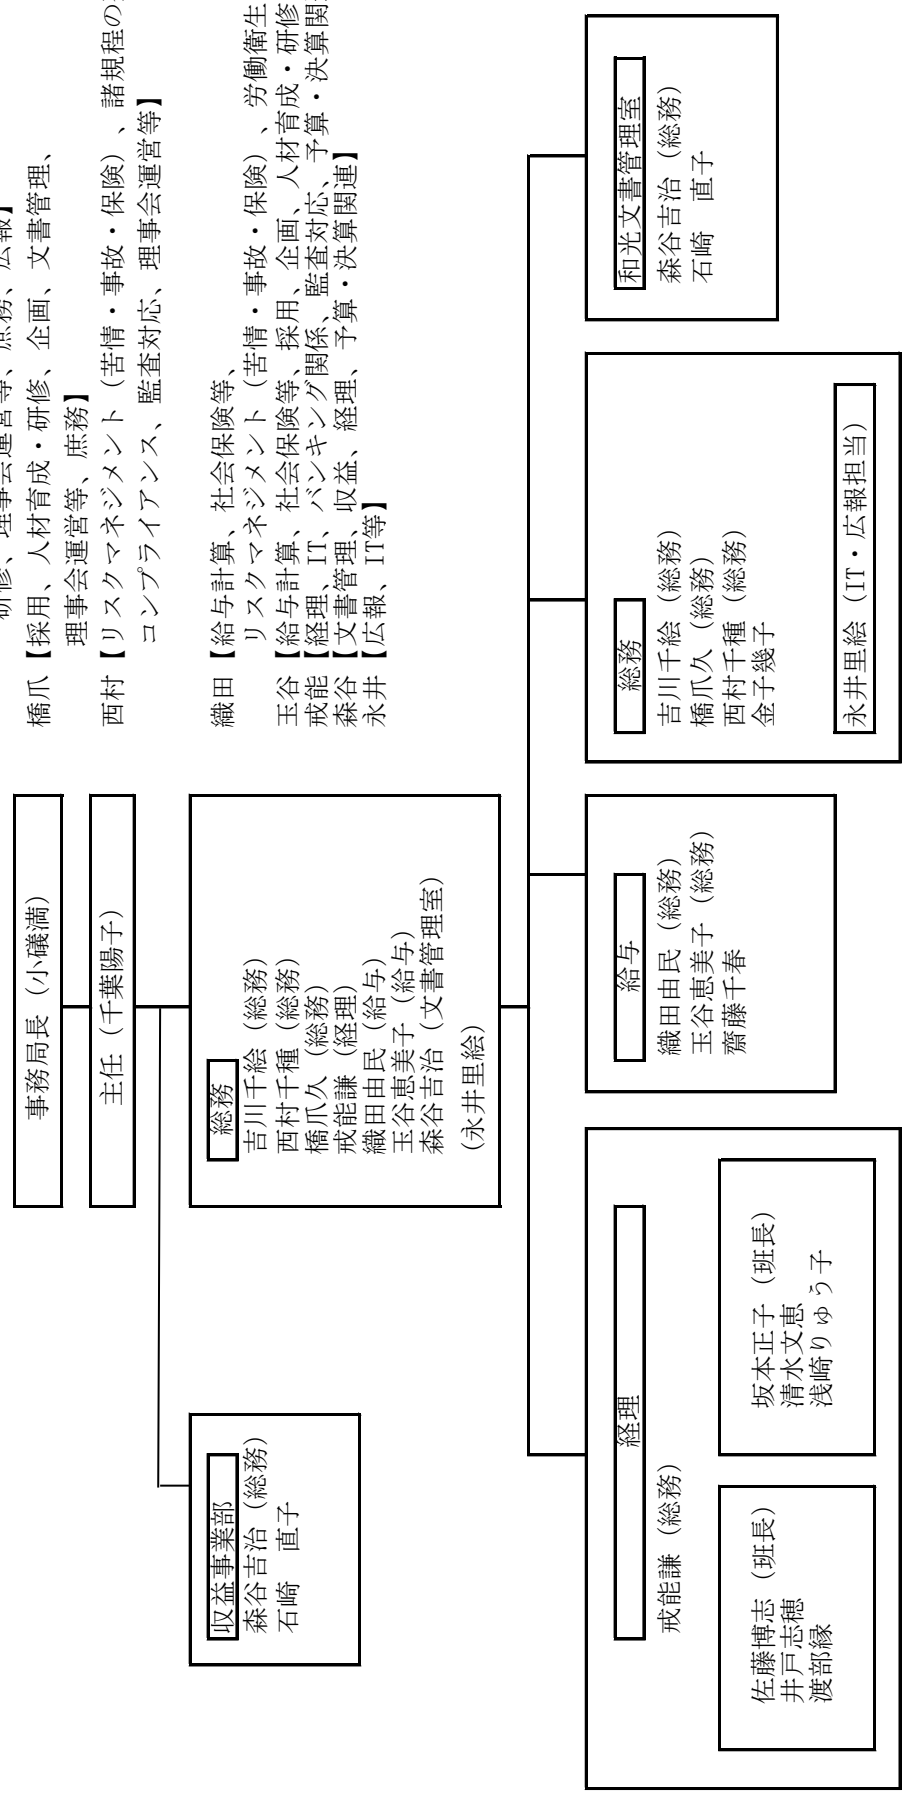 事務局長（小磯満）
主任（千葉陽子）
収益事業部
森谷吉治（総務）
石崎　直子
総務
吉川千絵（総務）
西村千種（総務）
橋爪久（総務）
戒能謙（経理）
織田由民（給与）
玉谷恵美子（給与）
森谷吉治（文書管理室）
（永井里絵）
研修、理事会運営等、庶務、広報】
橋爪【採用、人材育成・研修、企画、文書管理、
理事会運営等、庶務】
西村【リスクマネジメント（苦情・事故・保険）、諸規程の
コンプライアンス、監査対応、理事会運営等】
織田【給与計算、社会保険等、
リスクマネジメント（苦情・事故・保険）、労働衛生
玉谷【給与計算、社会保険等、採用、企画、人材育成・研修
戒能【経理、IT、バンキング関係、監査対応、予算・決算関
森谷【文書管理、収益、経理、予算・決算関連】
永井【広報、IT等】
経理
戒能謙（総務）
佐藤博志（班長）
井戸志穂
渡部縁
坂本正子（班長）
清水文恵
浅崎りゅう子
給与
織田由民（総務）
玉谷恵美子（総務）
齋藤千春
総務
吉川千絵（総務）
橋爪久（総務）
西村千種（総務）
金子幾子
永井里絵（IT・広報担当）
和光文書管理室
森谷吉治（総務）
石崎　直子